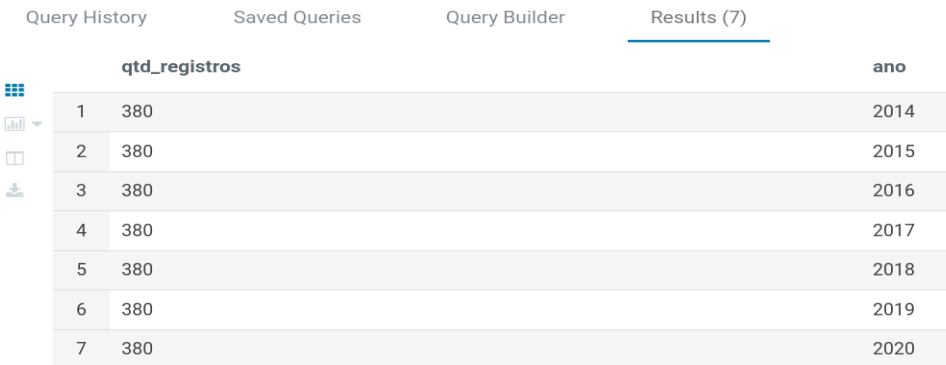 Query History Saved Queries Query Builder Results (7)
qtd_registros ano
1 380 2014
2 380 2015
3 380 2016
4 380 2017
5 380 2018
6 380 2019
7 380 2020